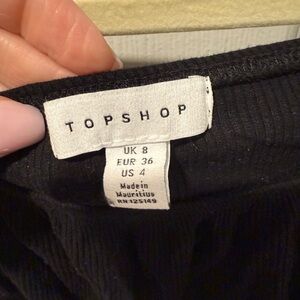 TOPSHOP
UK 8
EUR 36
US 4
Made in
Mauritius
RN 125149